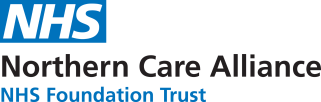 NHS
Northern Care Alliance
NHS Foundation Trust